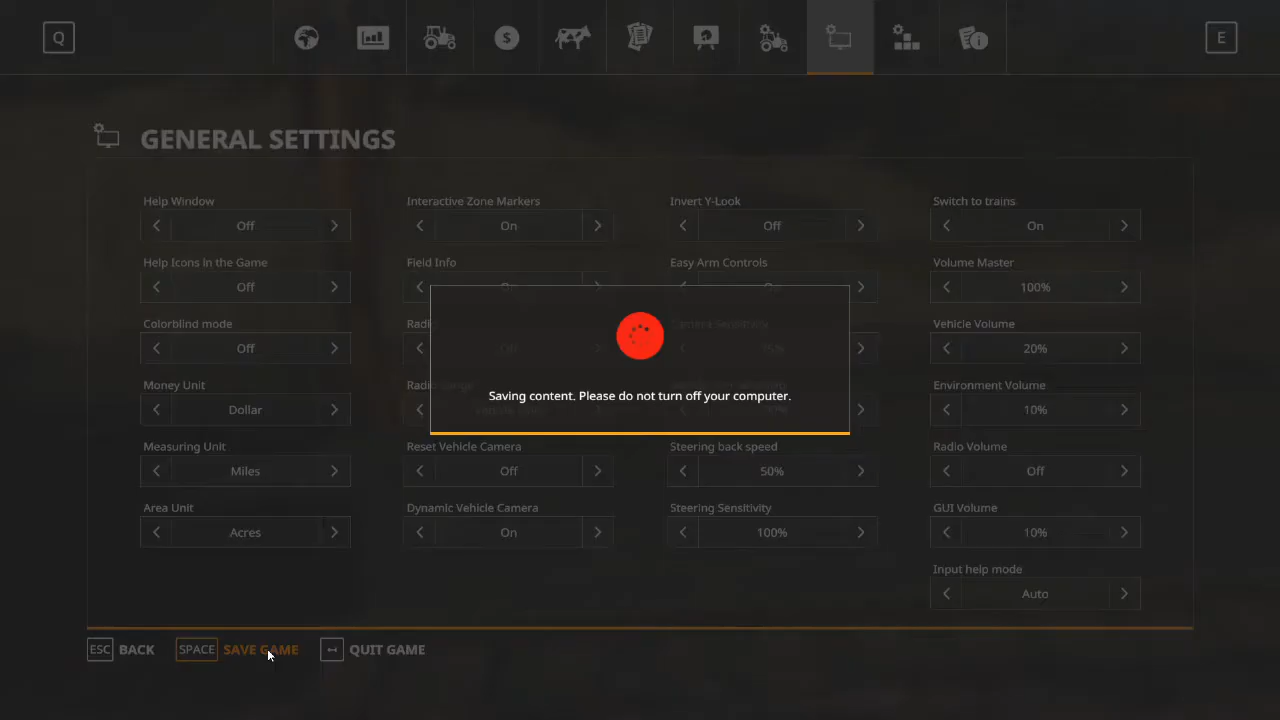 Q
$
E
GENERAL SETTINGS
Help Window
Off
Interactive Zone Markers
On
Invert Y-Look
Off
Switch to trains
On
Help Icons in the Game
Off
Field Info
Easy Arm Controls
Volume Master
100%
Colorblind mode
Off
Camera Sensitivity
Vehicle Volume
20%
Saving content. Please do not turn off your computer.
Money Unit
Dollar
Environment Volume
10%
Measuring Unit
Miles
Reset Vehicle Camera
Off
Steering back speed
50%
Radio Volume
Off
Area Unit
Acres
Dynamic Vehicle Camera
On
Steering Sensitivity
100%
GUI Volume
10%
Input help mode
Auto
ESC BACK SPACE SAVE GAME QUIT GAME